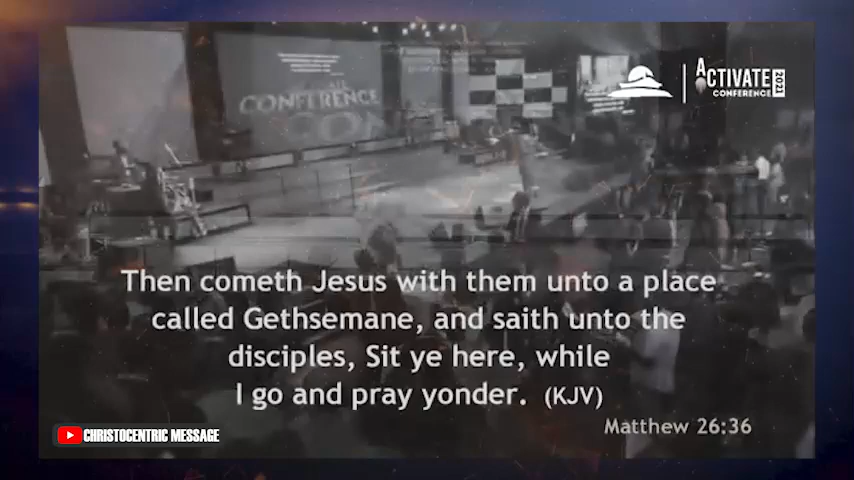 ACTIVATE
CONFERENCE 2021
CONFERENCE
CON
Then cometh Jesus with them unto a place
called Gethsemane, and saith unto the
disciples, Sit ye here, while
I go and pray yonder. (KJV)
Matthew 26:36
CHRISTOCENTRIC MESSAGE